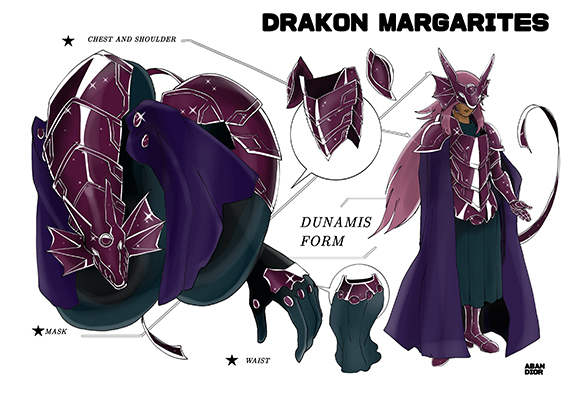 DRAKON MARGARITES
CHEST AND SHOULDER
DUNAMIS
FORM
MASK
WAIST
ABAN
DIOR